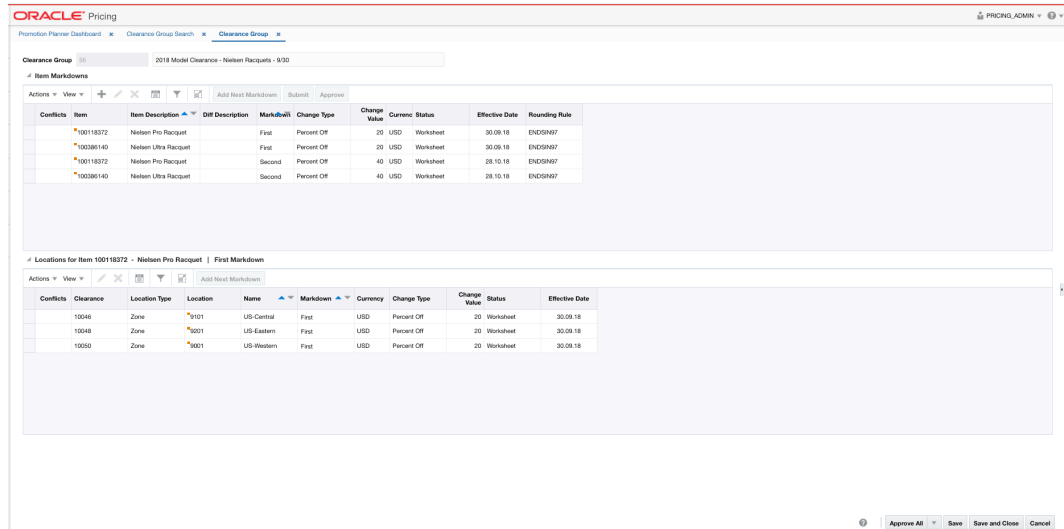 ORACLE® Pricing
PRICING_ADMIN
Promotion Planner Dashboard × Clearance Group Search × Clearance Group ×
Clearance Group 56 2018 Model Clearance - Nielsen Racquets - 9/30
Item Markdowns
Actions View Add Next Markdown Submit Approve
Conflicts Item Item Description Diff Description Markdown Change Type Change Value Currenc Status Effective Date Rounding Rule
100118372 Nielsen Pro Racquet First Percent Off 20 USD Worksheet 30.09.18 ENDSIN97
100386140 Nielsen Ultra Racquet First Percent Off 20 USD Worksheet 30.09.18 ENDSIN97
100118372 Nielsen Pro Racquet Second Percent Off 40 USD Worksheet 28.10.18 ENDSIN97
100386140 Nielsen Ultra Racquet Second Percent Off 40 USD Worksheet 28.10.18 ENDSIN97
Locations for Item 100118372 - Nielsen Pro Racquet | First Markdown
Actions View Add Next Markdown
Conflicts Clearance Location Type Location Name Markdown Currency Change Type Change Value Status Effective Date
10046 Zone 9101 US-Central First USD Percent Off 20 Worksheet 30.09.18
10048 Zone 9201 US-Eastern First USD Percent Off 20 Worksheet 30.09.18
10050 Zone 9001 US-Western First USD Percent Off 20 Worksheet 30.09.18
Approve All Save Save and Close Cancel